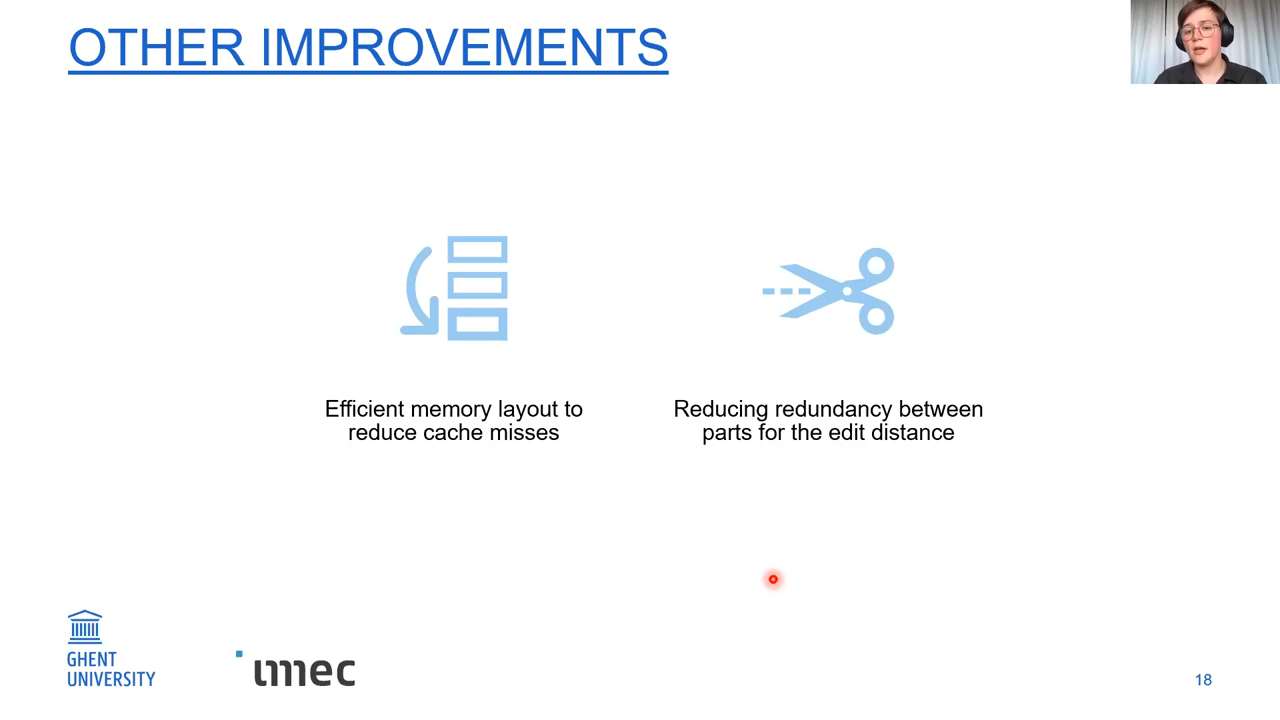 OTHER IMPROVEMENTS
Efficient memory layout to
reduce cache misses
Reducing redundancy between
parts for the edit distance
GHENT
UNIVERSITY
imec
18